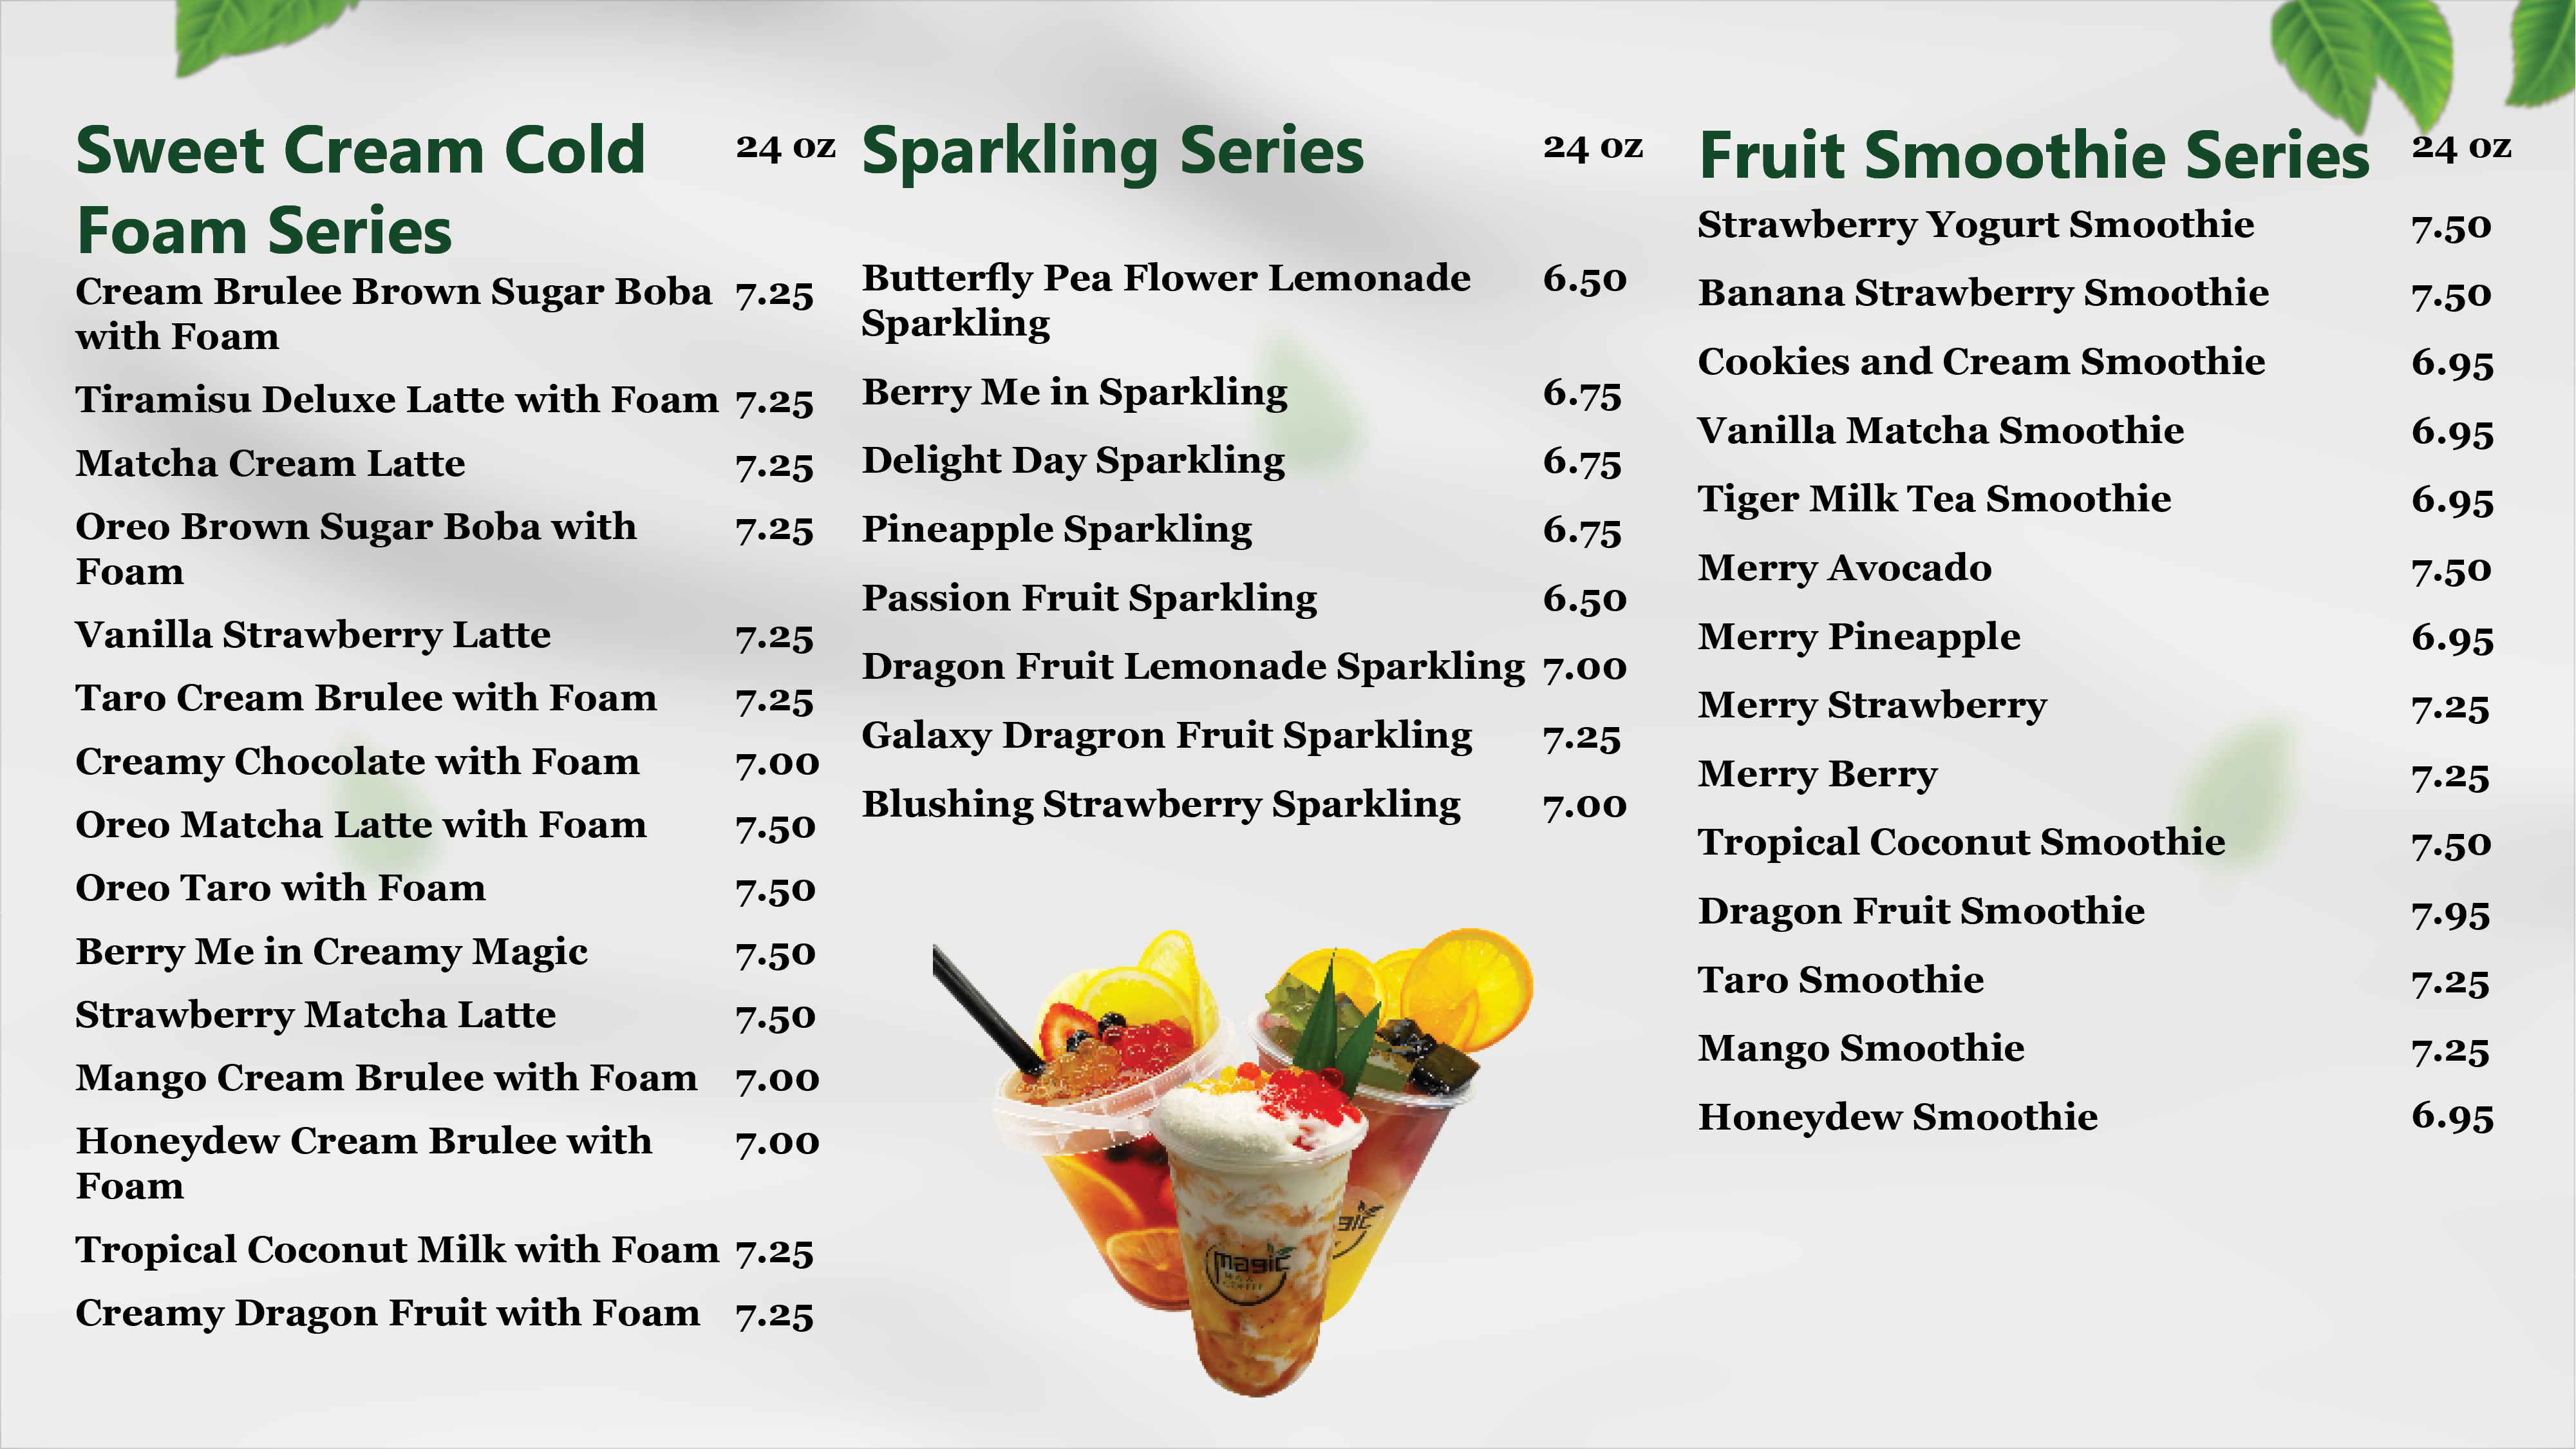 Sweet Cream Cold 24 oz
Foam Series
Cream Brulee Brown Sugar Boba 7.25
with Foam
Tiramisu Deluxe Latte with Foam 7.25
Matcha Cream Latte 7.25
Oreo Brown Sugar Boba with 7.25
Foam
Vanilla Strawberry Latte 7.25
Taro Cream Brulee with Foam 7.25
Creamy Chocolate with Foam 7.00
Oreo Matcha Latte with Foam 7.50
Oreo Taro with Foam 7.50
Berry Me in Creamy Magic 7.50
Strawberry Matcha Latte 7.50
Mango Cream Brulee with Foam 7.00
Honeydew Cream Brulee with 7.00
Foam
Tropical Coconut Milk with Foam 7.25
Creamy Dragon Fruit with Foam 7.25
Sparkling Series 24 oz
Butterfly Pea Flower Lemonade 6.50
Sparkling
Berry Me in Sparkling 6.75
Delight Day Sparkling 6.75
Pineapple Sparkling 6.75
Passion Fruit Sparkling 6.50
Dragon Fruit Lemonade Sparkling 7.00
Galaxy Dragron Fruit Sparkling 7.25
Blushing Strawberry Sparkling 7.00
magic
Fruit Smoothie Series 24 oz
Strawberry Yogurt Smoothie 7.50
Banana Strawberry Smoothie 7.50
Cookies and Cream Smoothie 6.95
Vanilla Matcha Smoothie 6.95
Tiger Milk Tea Smoothie 6.95
Merry Avocado 7.50
Merry Pineapple 6.95
Merry Strawberry 7.25
Merry Berry 7.25
Tropical Coconut Smoothie 7.50
Dragon Fruit Smoothie 7.95
Taro Smoothie 7.25
Mango Smoothie 7.25
Honeydew Smoothie 6.95